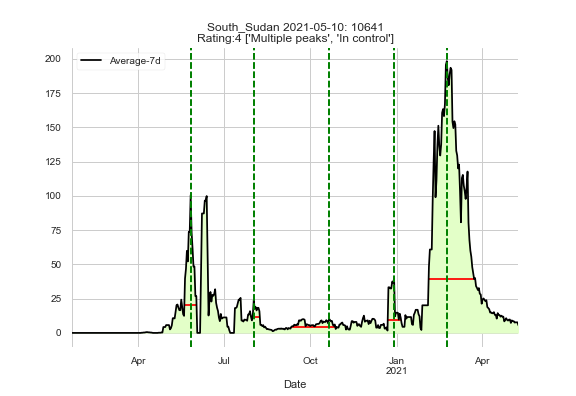 South_Sudan 2021-05-10: 10641
Rating:4 ['Multiple peaks', 'In control']
Average-7d
200
175
150
125
100
75
50
25
0
Apr
Jul
Oct
Jan
2021
Apr
Date